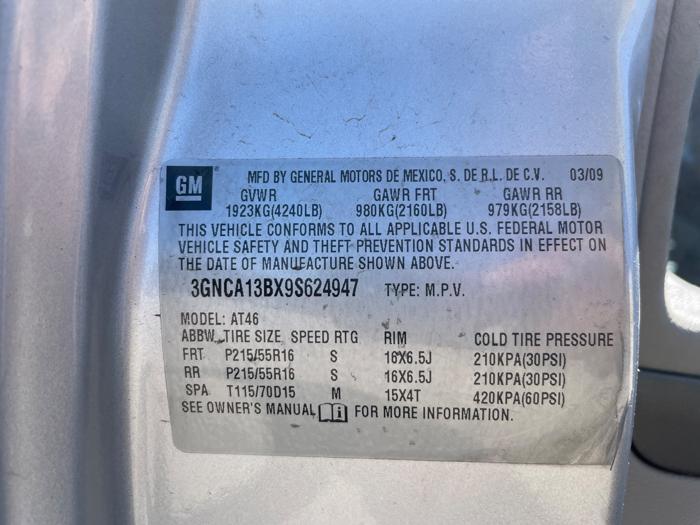 GM
MFD BY GENERAL MOTORS DE MEXICO, S. DE R.L. DE C.V. 03/09
GVWR GAWR FRT GAWR RR
1923KG(4240LB) 980KG(2160LB) 979KG(2158LB)
THIS VEHICLE CONFORMS TO ALL APPLICABLE U.S. FEDERAL MOTOR
VEHICLE SAFETY AND THEFT PREVENTION STANDARDS IN EFFECT ON
THE DATE OF MANUFACTURE SHOWN ABOVE.
3GNCA13BX9S624947 TYPE: M.P.V.
MODEL: AT46
ABBW TIRE SIZE SPEED RTG RIM COLD TIRE PRESSURE
FRT P215/55R16 S 16X6.5J 210KPA(30PSI)
RR P215/55R16 S 16X6.5J 210KPA(30PSI)
SPA T115/70D15 M 15X4T 420KPA(60PSI)
SEE OWNER'S MANUAL i FOR MORE INFORMATION.